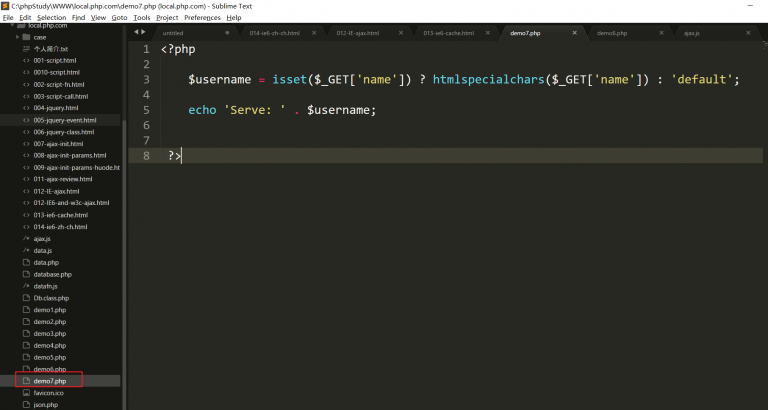 C:\phpStudy\WWW\local.php.com\demo7.php (local.php.com) - Sublime Text
File Edit Selection Find View Goto Tools Project Preferences Help
local.php.com
case
个人简介.txt
001-script.html
0010-script.html
002-script-fn.html
003-script-call.html
004-jquery.html
005-jquery-event.html
006-jquery-class.html
007-ajax-init.html
008-ajax-init-params.html
009-ajax-init-params-huode.ht
011-ajax-review.html
012-IE-ajax.html
012-IE6-and-w3c-ajax.html
013-ie6-cache.html
014-ie6-zh-ch.html
ajax.js
data.js
data.php
database.php
datafn.js
Db.class.php
demo1.php
demo2.php
demo3.php
demo4.php
demo5.php
demo6.php
demo7.php
favicon.ico
json.php
untitled
014-ie6-zh-ch.html
012-IE-ajax.html
013-ie6-cache.html
demo7.php
demo6.php
ajax.js
1 <?php
2
3 $username = isset($_GET['name']) ? htmlspecialchars($_GET['name']) : 'default';
4
5 echo 'Serve: ' . $username;
6
7
8 ?>